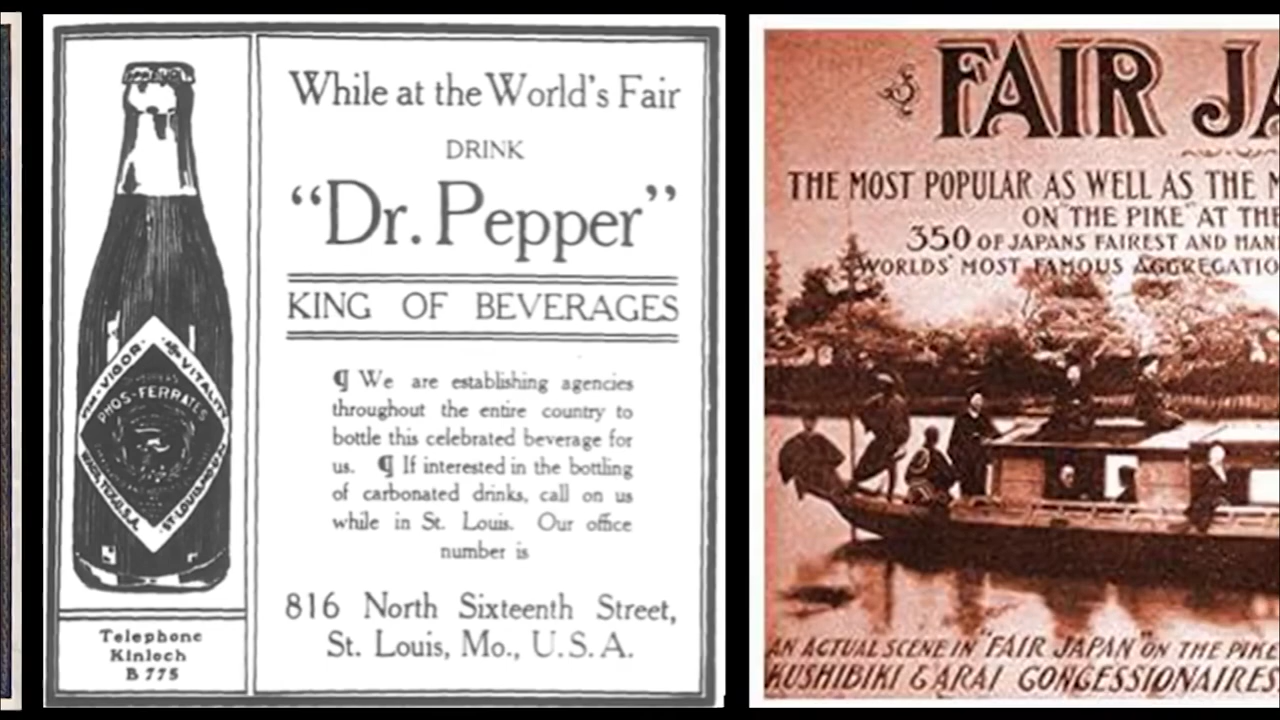 VIM·VIGOR·VITALITY
PHOS-FERRATES
WACO, TEX. U.S.A.
ST. LOUIS
Telephone
Kinloch
B 775
While at the World's Fair
DRINK
“Dr. Pepper”
KING OF BEVERAGES
¶ We are establishing agencies
throughout the entire country to
bottle this celebrated beverage for
us. ¶ If interested in the bottling
of carbonated drinks, call on us
while in St. Louis. Our office
number is
816 North Sixteenth Street,
St. Louis, Mo., U.S.A.
FAIR JA
THE MOST POPULAR AS WELL AS THE M
ON "THE PIKE" AT THE
350 OF JAPANS FAIREST AND HAN
WORLDS' MOST FAMOUS AGGREGATIO
AN ACTUAL SCENE IN "FAIR JAPAN" ON THE PIKE
KUSHIBIKI & ARAI CONCESSIONAIRES